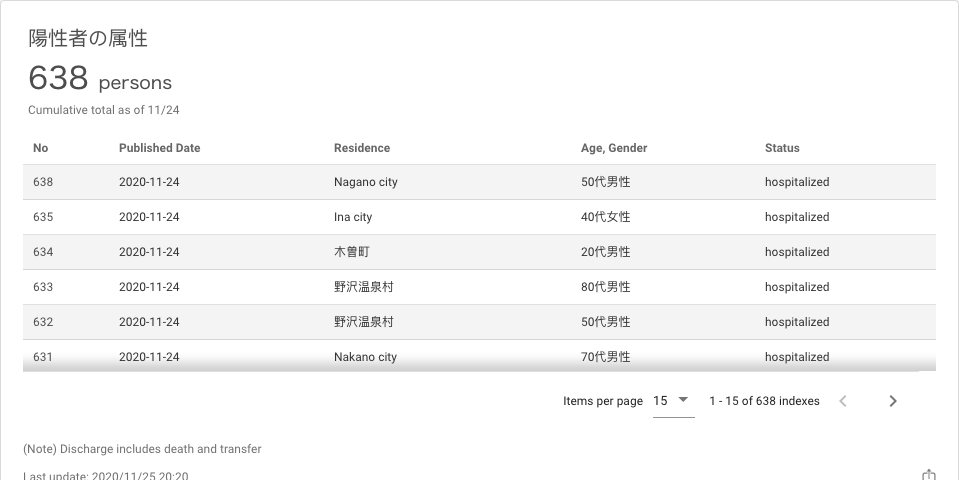 陽性者の属性
638 persons
Cumulative total as of 11/24
No Published Date Residence Age, Gender Status
638 2020-11-24 Nagano city 50代男性 hospitalized
635 2020-11-24 Ina city 40代女性 hospitalized
634 2020-11-24 木曽町 20代男性 hospitalized
633 2020-11-24 野沢温泉村 80代男性 hospitalized
632 2020-11-24 野沢温泉村 50代男性 hospitalized
631 2020-11-24 Nakano city 70代男性 hospitalized
Items per page 15 1 - 15 of 638 indexes
(Note) Discharge includes death and transfer
Last update: 2020/11/25 20:20